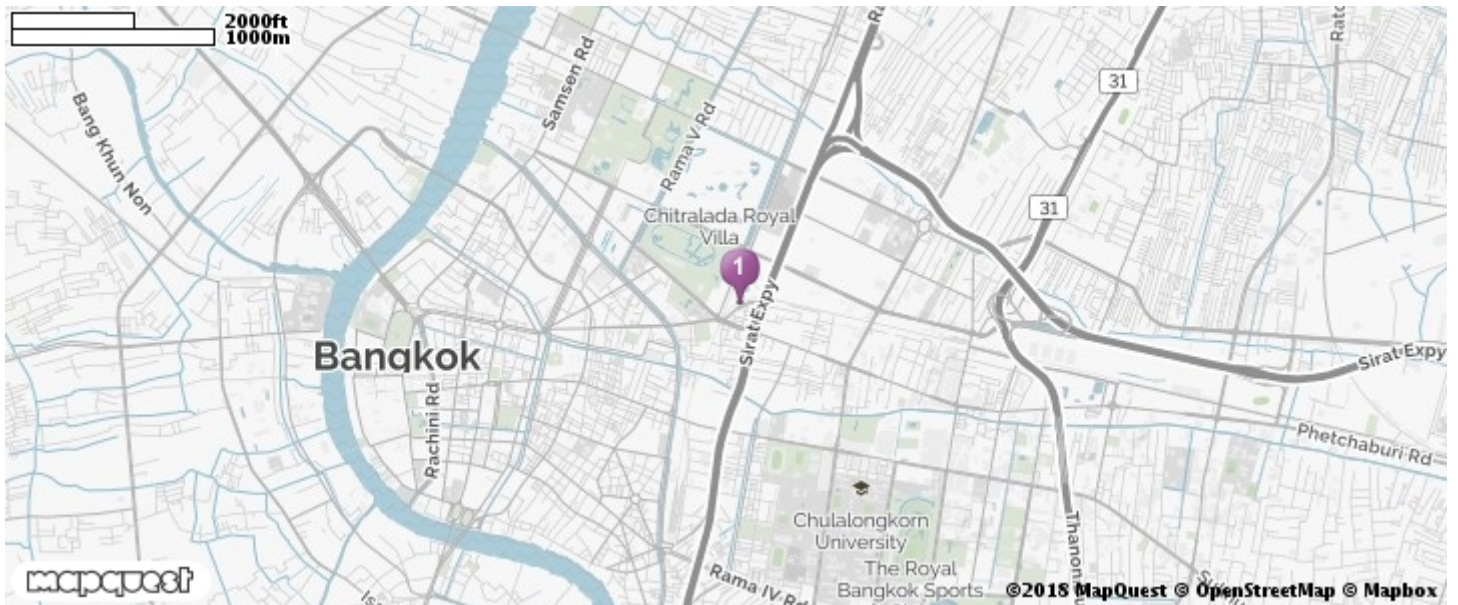 2000ft
1000m
Samsen Rd
Rama V Rd
31
Bang Khun Non
31
Chitralada Royal
Villa
1
Sirat Expy
Bangkok
Sirat Expy
Rachini Rd
Phetchaburi Rd
Chulalongkorn
University
The Royal
Bangkok Sports
Rama IV Rd
mapquest
©2018 MapQuest © OpenStreetMap © Mapbox